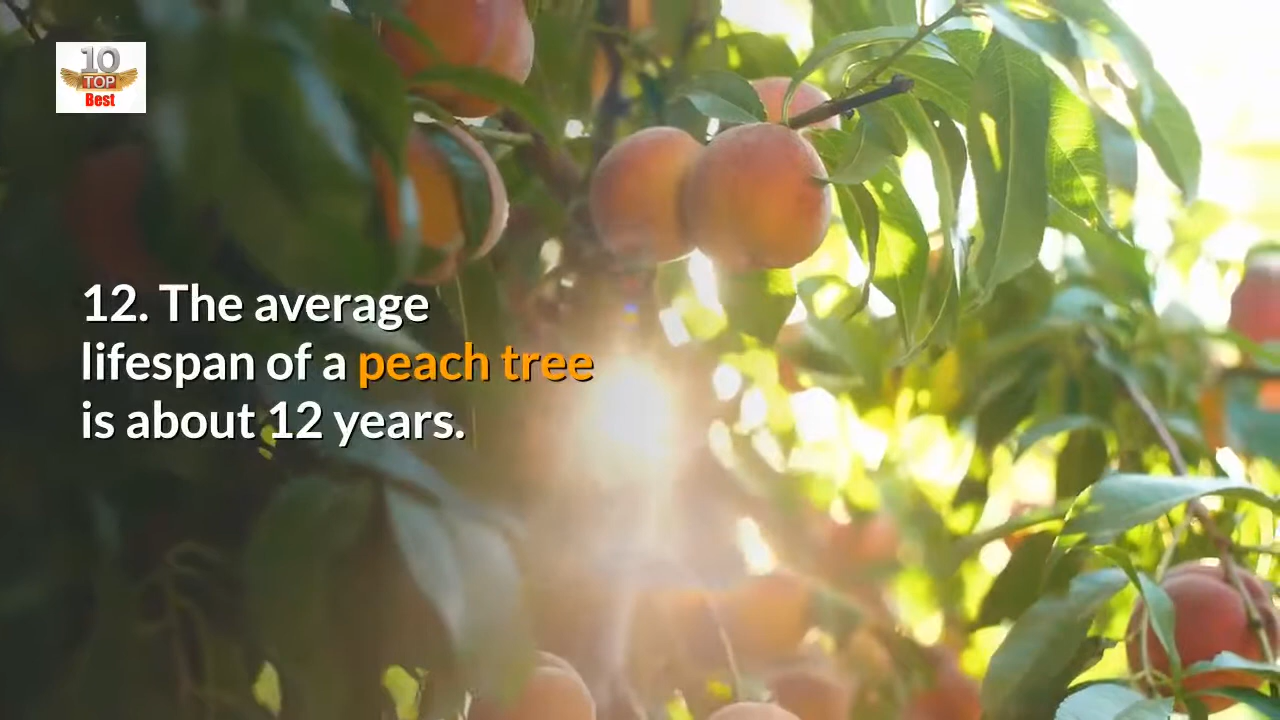 10
TOP
Best
12. The average
lifespan of a peach tree
is about 12 years.